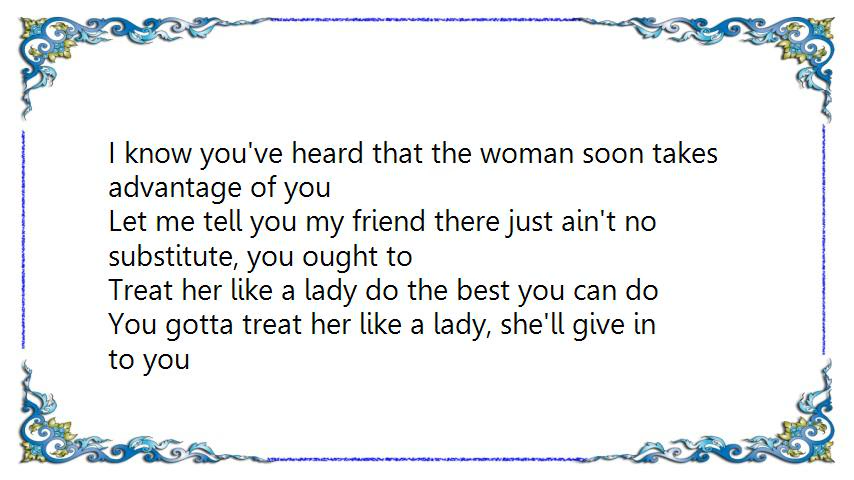 I know you've heard that the woman soon takes
advantage of you
Let me tell you my friend there just ain't no
substitute, you ought to
Treat her like a lady do the best you can do
You gotta treat her like a lady, she'll give in
to you